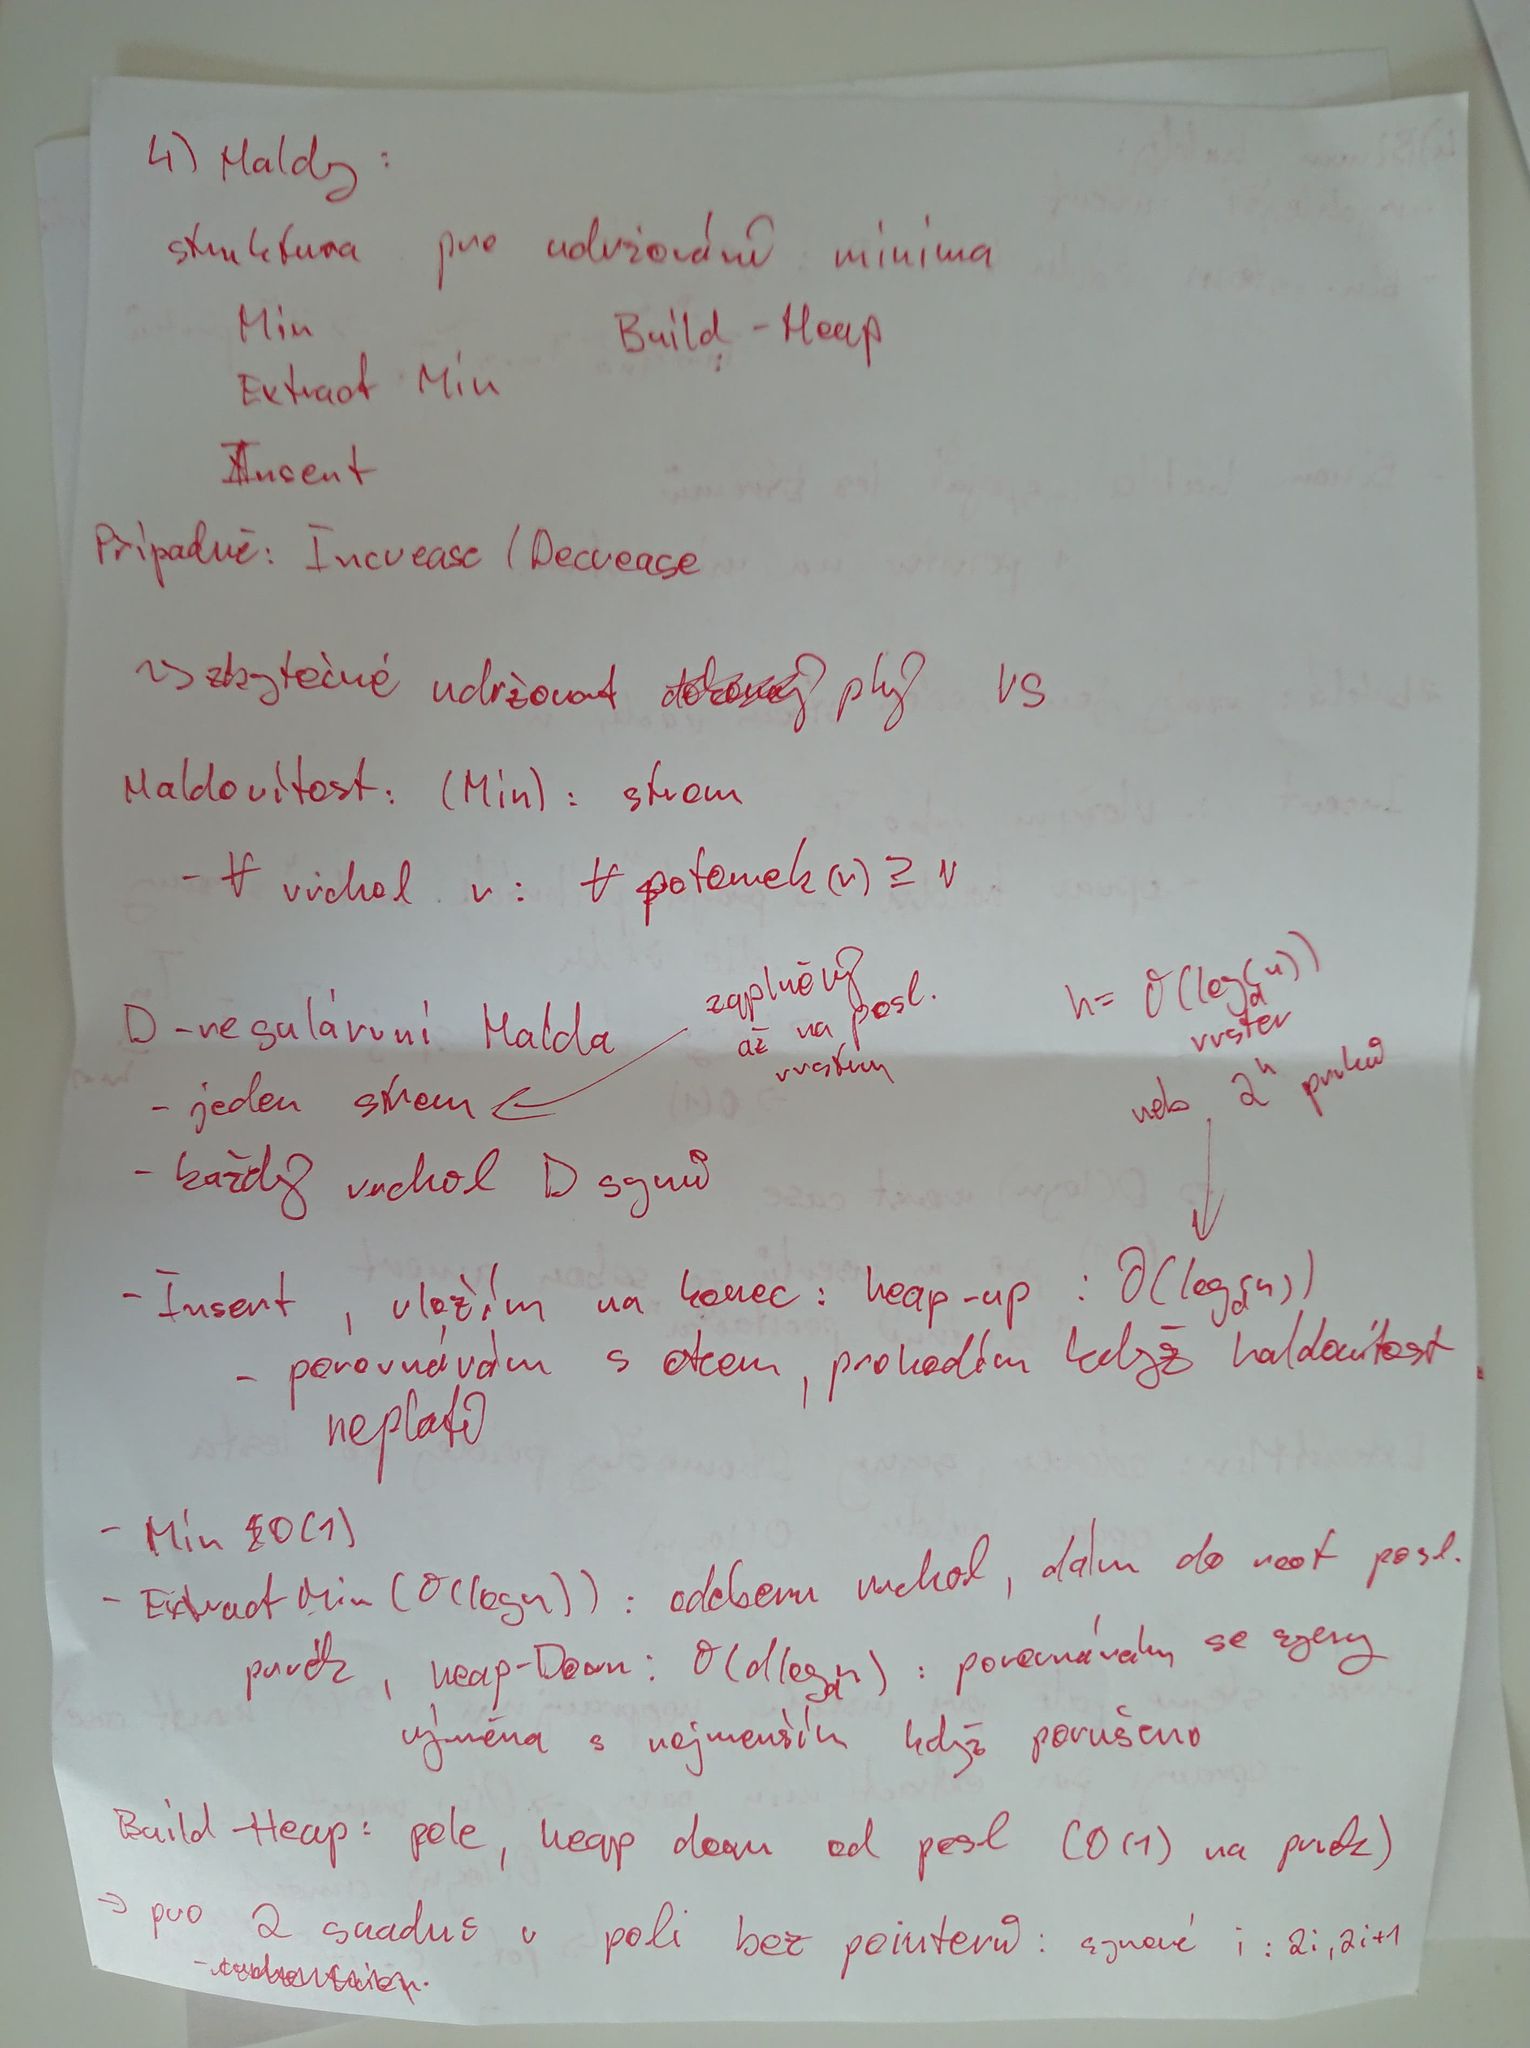 4) Haldy:
struktura pro udržování minima
Min Build-Heap
Extract Min
Insert
Případně: Increase / Decrease
↳ zbytečné udržovat plný VS
Haldovitost: (Min): strom
- ∀ vrchol v: ∀ potomek(v) ≥ v
D-regulární Halda
zaplněný
až na posl.
vrstvu
h = O(log_d(n))
vrstev
nebo 2^h prvků
- jeden strom
- každý vrchol D synů
- Insert, vložím na konec: heap-up: O(log_d(n))
- porovnávám s otcem, prohodím když haldovitost
neplatí
- Min O(1)
- Extract Min (O(log n)): odeberu vrchol, dám do root posl.
prvek, heap-Down: O(d log_d n): porovnávám se syny
výměna s nejmenším když porušeno
Build-Heap: pole, heap down od posl (O(1) na prvek)
→ pro 2 snadné v poli bez pointerů: synové i: 2i, 2i+1